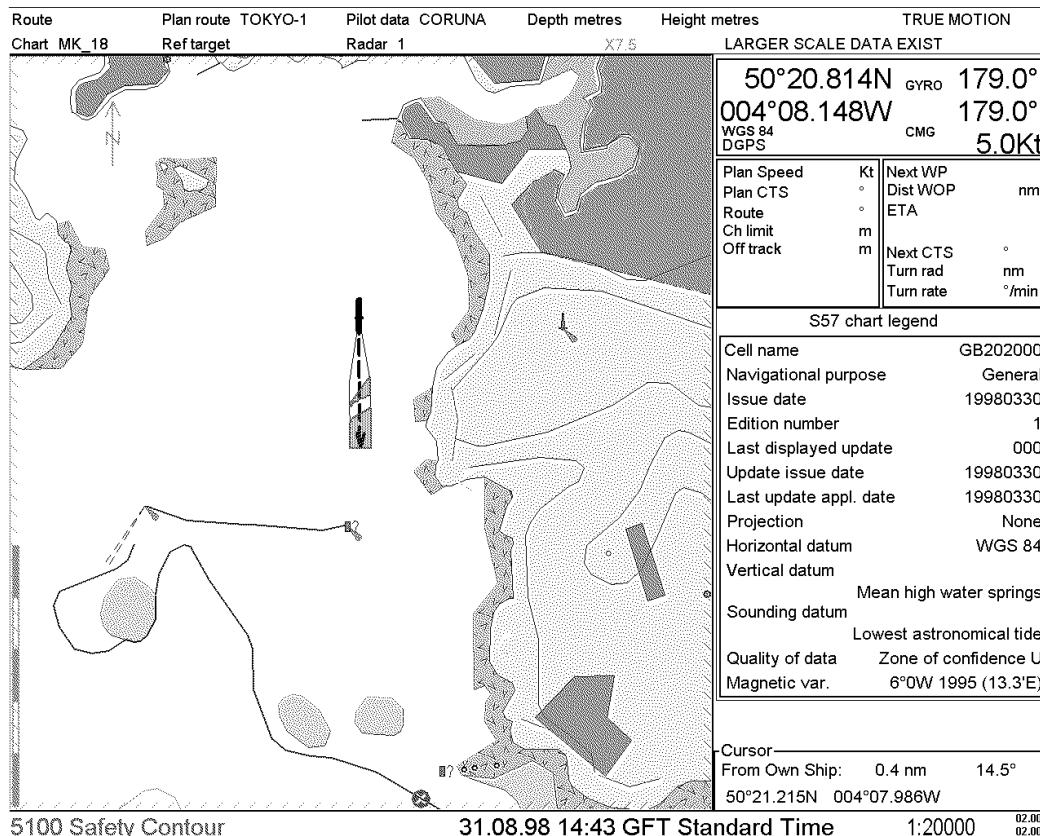 Route Plan route TOKYO-1 Pilot data CORUNA Depth metres Height metres TRUE MOTION
Chart MK_18 Ref target Radar 1 X7.5 LARGER SCALE DATA EXIST
50°20.814N GYRO 179.0°
004°08.148W 179.0°
WGS 84 CMG
DGPS 5.0Kt
Plan Speed Kt
Plan CTS °
Route °
Ch limit m
Off track m
Next WP
Dist WOP nm
ETA
Next CTS °
Turn rad nm
Turn rate °/min
S57 chart legend
Cell name GB202000
Navigational purpose General
Issue date 19980330
Edition number 1
Last displayed update 000
Update issue date 19980330
Last update appl. date 19980330
Projection None
Horizontal datum WGS 84
Vertical datum
Mean high water springs
Sounding datum
Lowest astronomical tide
Quality of data Zone of confidence U
Magnetic var. 6°0W 1995 (13.3'E)
Cursor
From Own Ship: 0.4 nm 14.5°
50°21.215N 004°07.986W
N
?
?
5100 Safety Contour 31.08.98 14:43 GFT Standard Time 1:20000 02.00
02.00